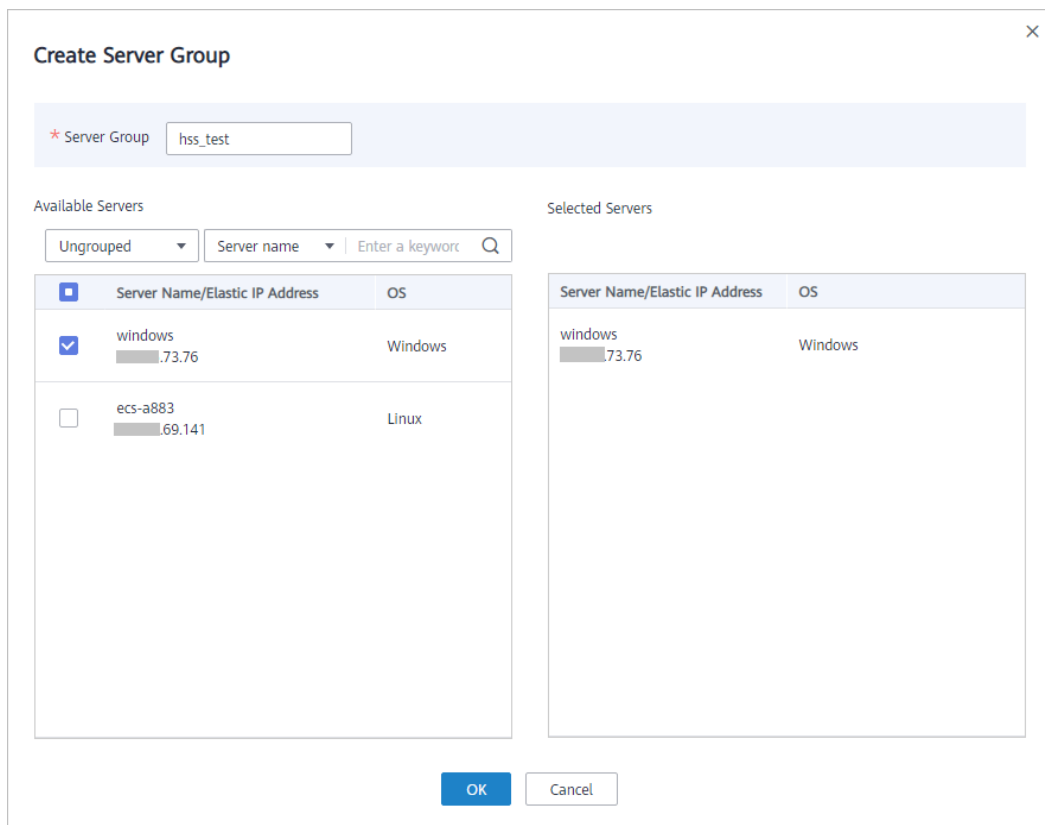 Create Server Group
* Server Group hss_test
Available Servers
Ungrouped Server name Enter a keyword
Server Name/Elastic IP Address OS
windows
.73.76
Windows
ecs-a883
.69.141
Linux
Selected Servers
Server Name/Elastic IP Address OS
windows
.73.76
Windows
OK Cancel